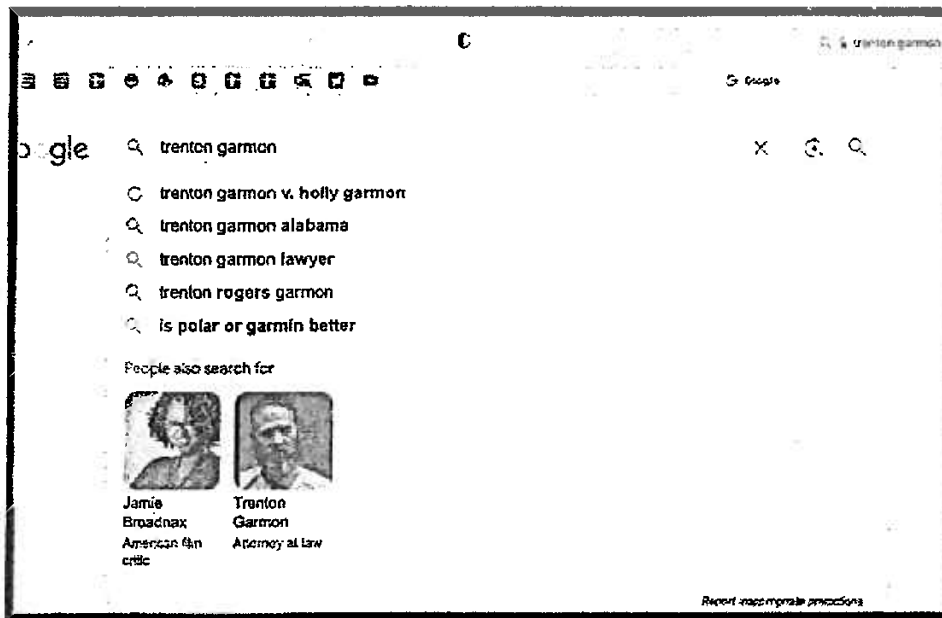 trenton garmon
Google
gle
trenton garmon
trenton garmon v. holly garmon
trenton garmon alabama
trenton garmon lawyer
trenton rogers garmon
is polar or garmin better
People also search for
Jamie
Broadnax
American film
critic
Trenton
Garmon
Attorney at law
Report inappropriate predictions